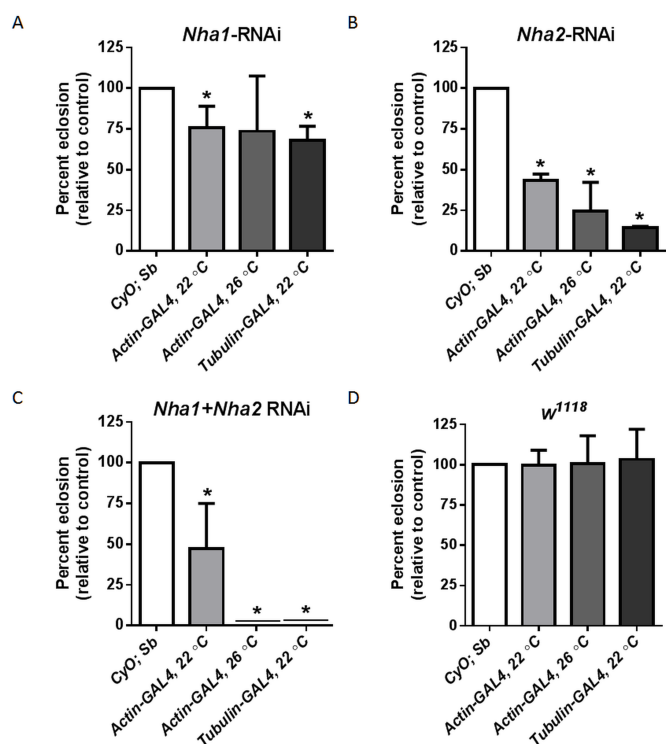 A
Nha1-RNAi
Percent eclosion
(relative to control)
125
100
75
50
25
0
*
*
CyO; Sb
Actin-GAL4, 22 °C
Actin-GAL4, 26 °C
Tubulin-GAL4, 22 °C
B
Nha2-RNAi
Percent eclosion
(relative to control)
125
100
75
50
25
0
*
*
*
CyO; Sb
Actin-GAL4, 22 °C
Actin-GAL4, 26 °C
Tubulin-GAL4, 22 °C
C
Nha1+Nha2 RNAi
Percent eclosion
(relative to control)
125
100
75
50
25
0
*
*
*
CyO; Sb
Actin-GAL4, 22 °C
Actin-GAL4, 26 °C
Tubulin-GAL4, 22 °C
D
w¹¹¹⁸
Percent eclosion
(relative to control)
125
100
75
50
25
0
CyO; Sb
Actin-GAL4, 22 °C
Actin-GAL4, 26 °C
Tubulin-GAL4, 22 °C